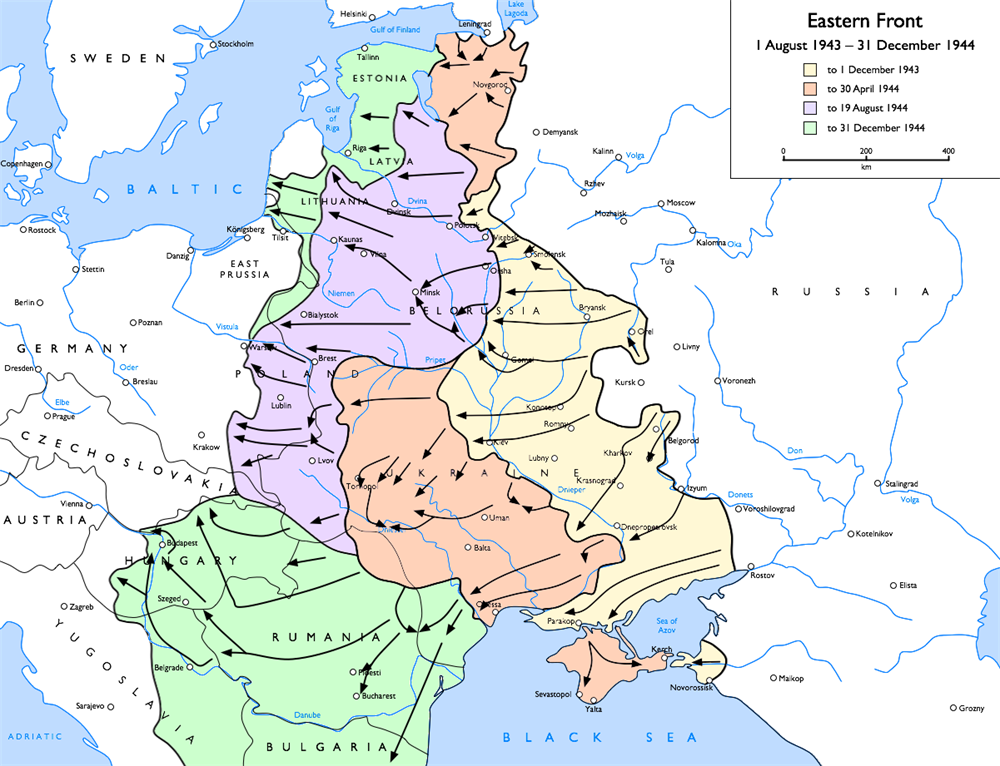 Eastern Front
1 August 1943 – 31 December 1944
to 1 December 1943
to 30 April 1944
to 19 August 1944
to 31 December 1944
0 200 400
km
Lake
Lagoda
Helsinki
Leningrad
Gulf of Finland
SWEDEN
Stockholm
Tallinn
ESTONIA
Novgorod
Gulf
of
Riga
Demyansk
Riga
LATVIA
Kalinn
Volga
Copenhagen
BALTIC
Rzhev
LITHUANIA
Dvina
Dvinsk
Moscow
Mozhaisk
Polotsk
Rostock
Königsberg
Tilsit
Kaunas
Vitebsk
Kalomna
Oka
Danzig
Vilna
Smolensk
EAST
PRUSSIA
Orsha
Tula
Stettin
Niemen
Minsk
RUSSIA
Berlin
Bialystok
BELORUSSIA
Bryansk
Poznan
Vistula
Orel
GERMANY
Warsaw
Livny
Brest
Pripet
Gomel
Dresden
Oder
POLAND
Breslau
Kursk
Voronezh
Elbe
Lublin
Konotop
Prague
Romny
Krakow
Kiev
Belgorod
CZECHOSLOVAKIA
Lvov
Lubny
Kharkov
Don
UKRAINE
Tornopol
Krasnograd
Stalingrad
Dnieper
Izyum
Donets
Volga
Vienna
Voroshilovgrad
AUSTRIA
Uman
Dnepropetrovsk
Dniester
Kotelnikov
Budapest
Balta
HUNGARY
Rostov
Elista
Szeged
Odessa
Zagreb
Parakop
Sea of
Azov
YUGOSLAVIA
RUMANIA
Kerch
Belgrade
Ploesti
Maikop
Novorossisk
Sevastopol
Bucharest
Yalta
Sarajevo
Grozny
Danube
ADRIATIC
BLACK SEA
BULGARIA